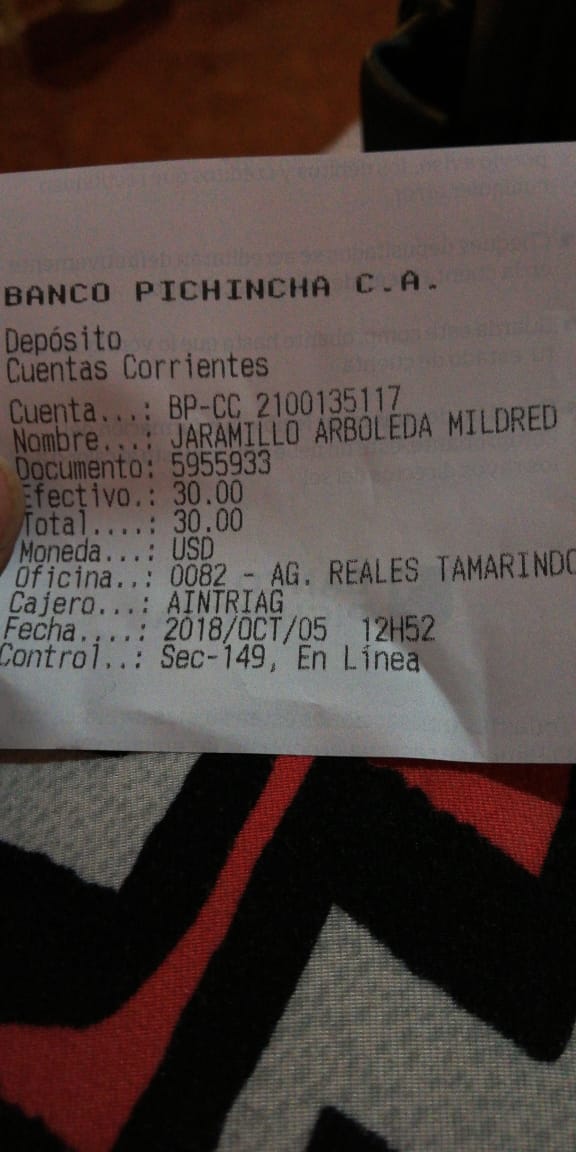 BANCO PICHINCHA C.A.
Depósito
Cuentas Corrientes
Cuenta...: BP-CC 2100135117
Nombre...: JARAMILLO ARBOLEDA MILDRED
Documento: 5955933
Efectivo.: 30.00
Total....: 30.00
Moneda...: USD
Oficina..: 0082 - AG. REALES TAMARINDO
Cajero...: AINTRIAG
Fecha....: 2018/OCT/05 12H52
Control..: Sec-149, En Línea